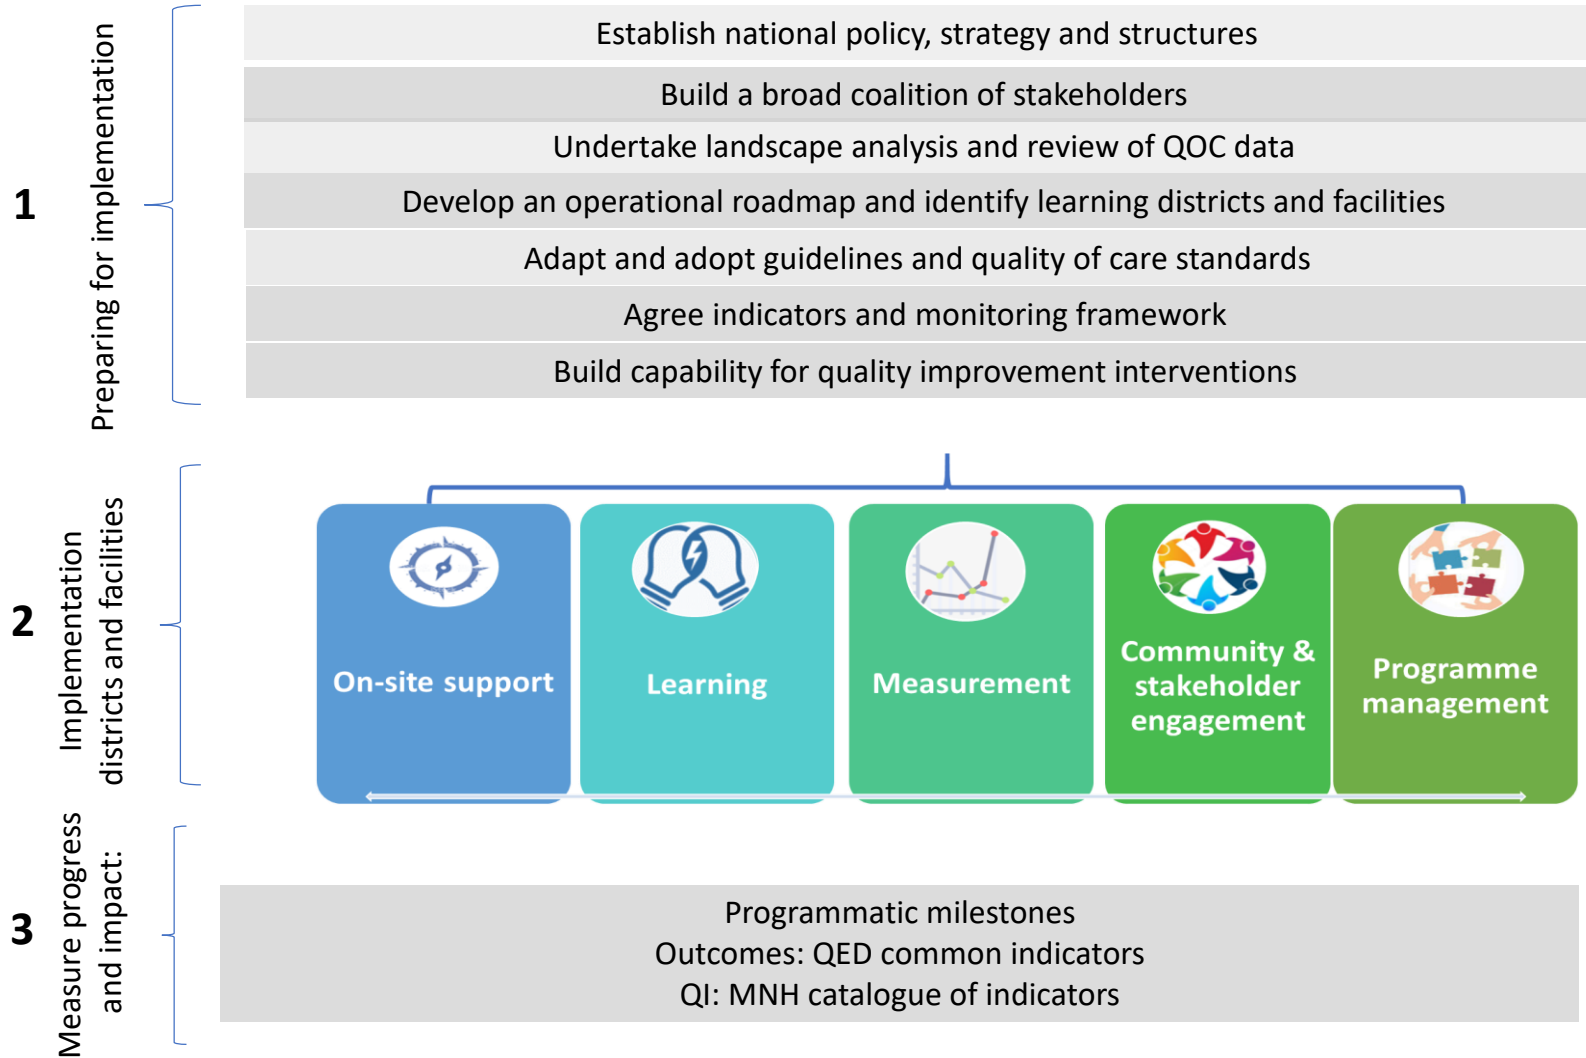 1
Preparing for implementation
Establish national policy, strategy and structures
Build a broad coalition of stakeholders
Undertake landscape analysis and review of QOC data
Develop an operational roadmap and identify learning districts and facilities
Adapt and adopt guidelines and quality of care standards
Agree indicators and monitoring framework
Build capability for quality improvement interventions
2
Implementation
districts and facilities
On-site support
Learning
Measurement
Community &
stakeholder
engagement
Programme
management
3
Measure progress
and impact:
Programmatic milestones
Outcomes: QED common indicators
QI: MNH catalogue of indicators